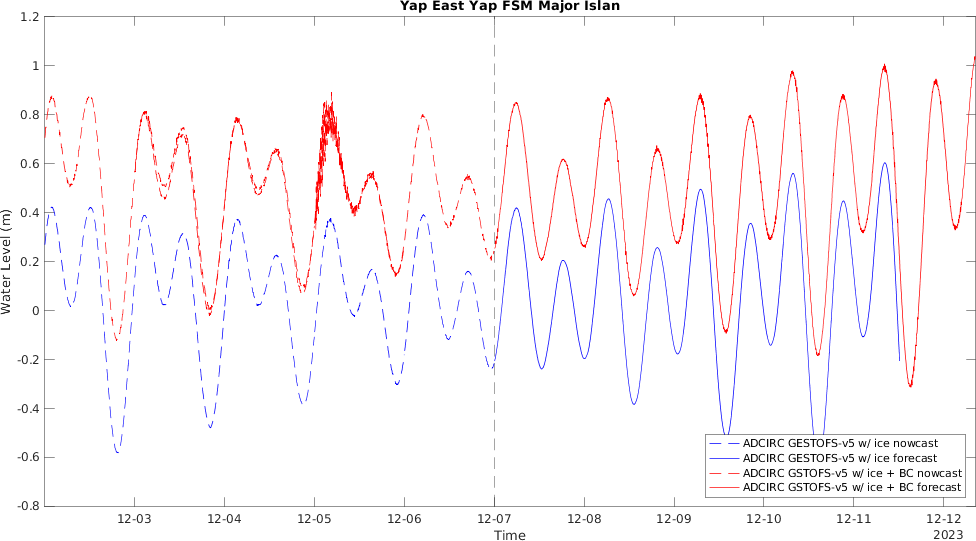 Yap East Yap FSM Major Islan
1.2
1
0.8
0.6
0.4
0.2
0
-0.2
-0.4
-0.6
-0.8
Water Level (m)
ADCIRC GESTOFS-v5 w/ ice nowcast
ADCIRC GESTOFS-v5 w/ ice forecast
ADCIRC GSTOFS-v5 w/ ice + BC nowcast
ADCIRC GSTOFS-v5 w/ ice + BC forecast
12-03 12-04 12-05 12-06 12-07 12-08 12-09 12-10 12-11 12-12
Time
2023